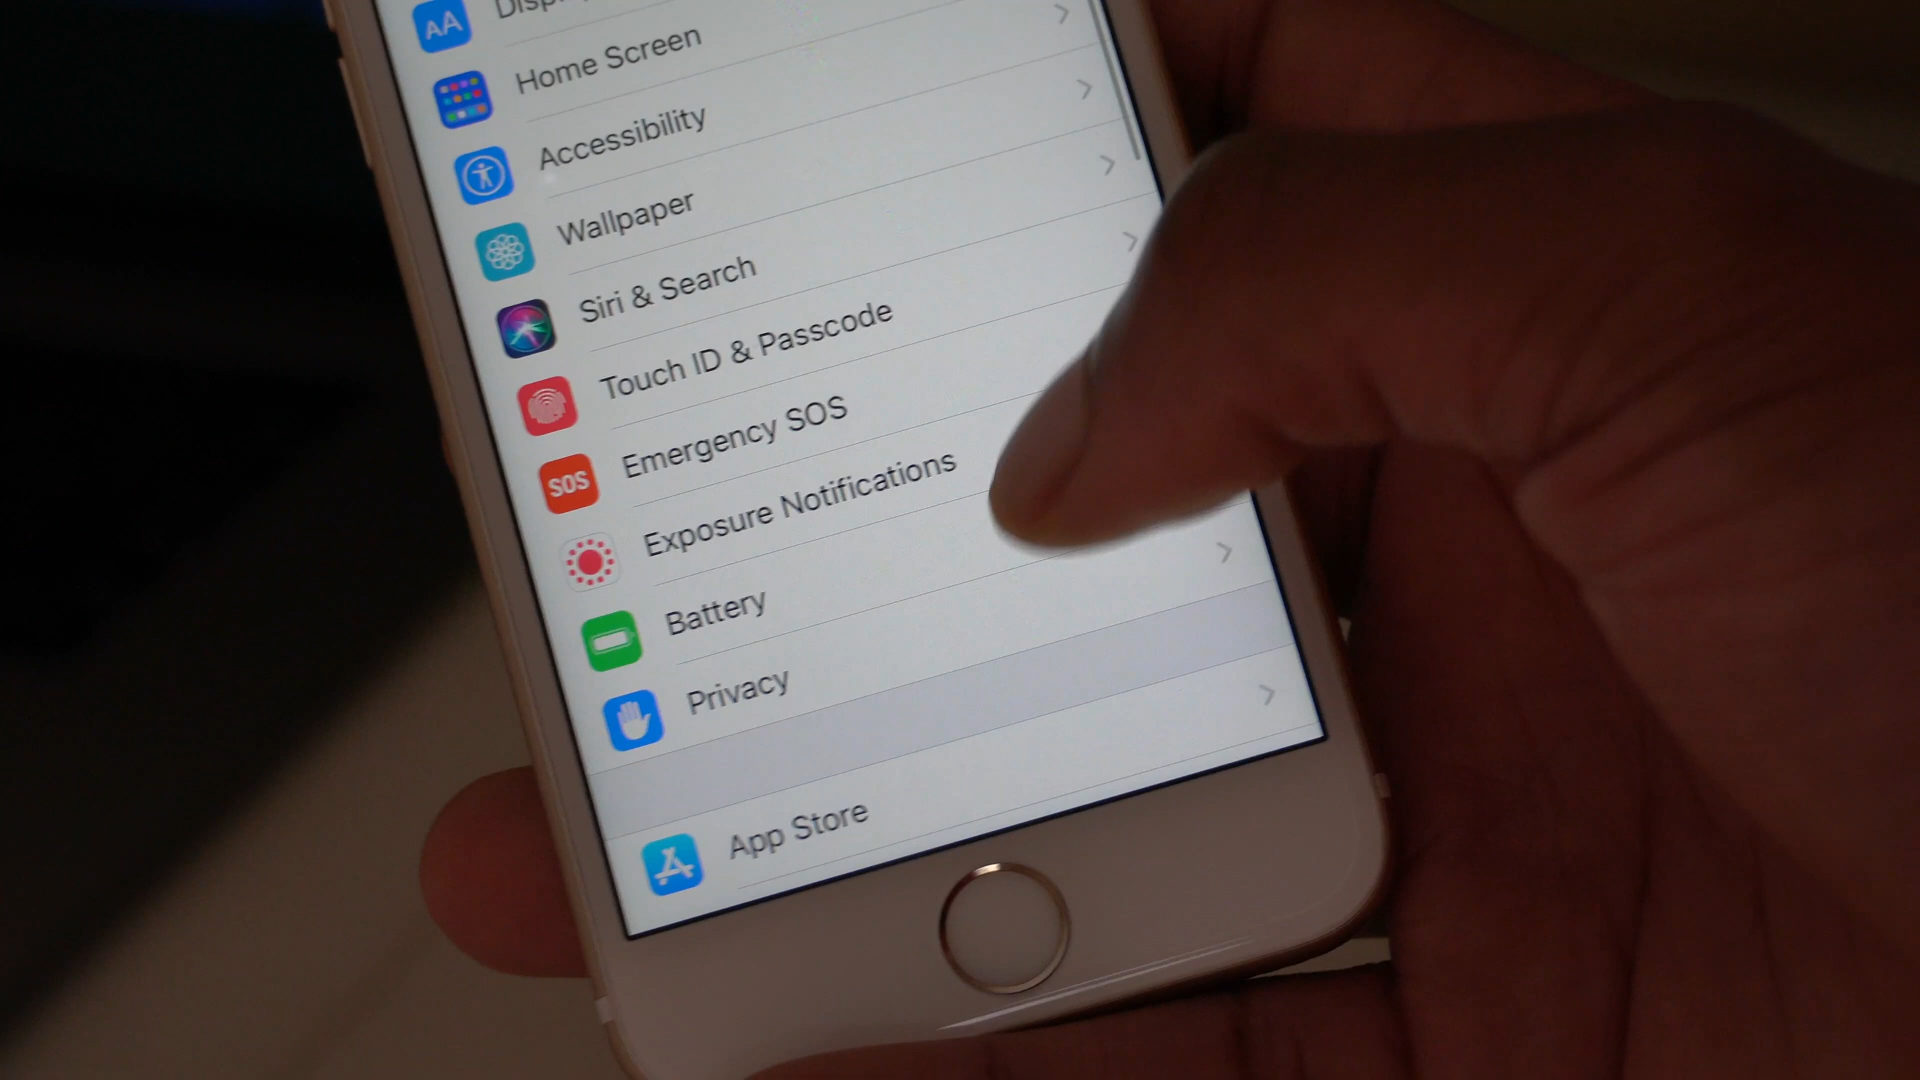 AA
Home Screen
Accessibility
Wallpaper
Siri & Search
Touch ID & Passcode
SOS
Emergency SOS
Exposure Notifications
Battery
Privacy
App Store